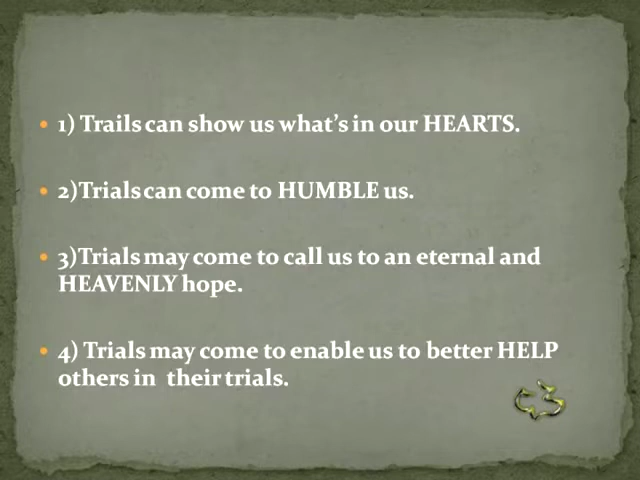 1) Trails can show us what’s in our HEARTS.
2)Trials can come to HUMBLE us.
3)Trials may come to call us to an eternal and
HEAVENLY hope.
4) Trials may come to enable us to better HELP
others in their trials.